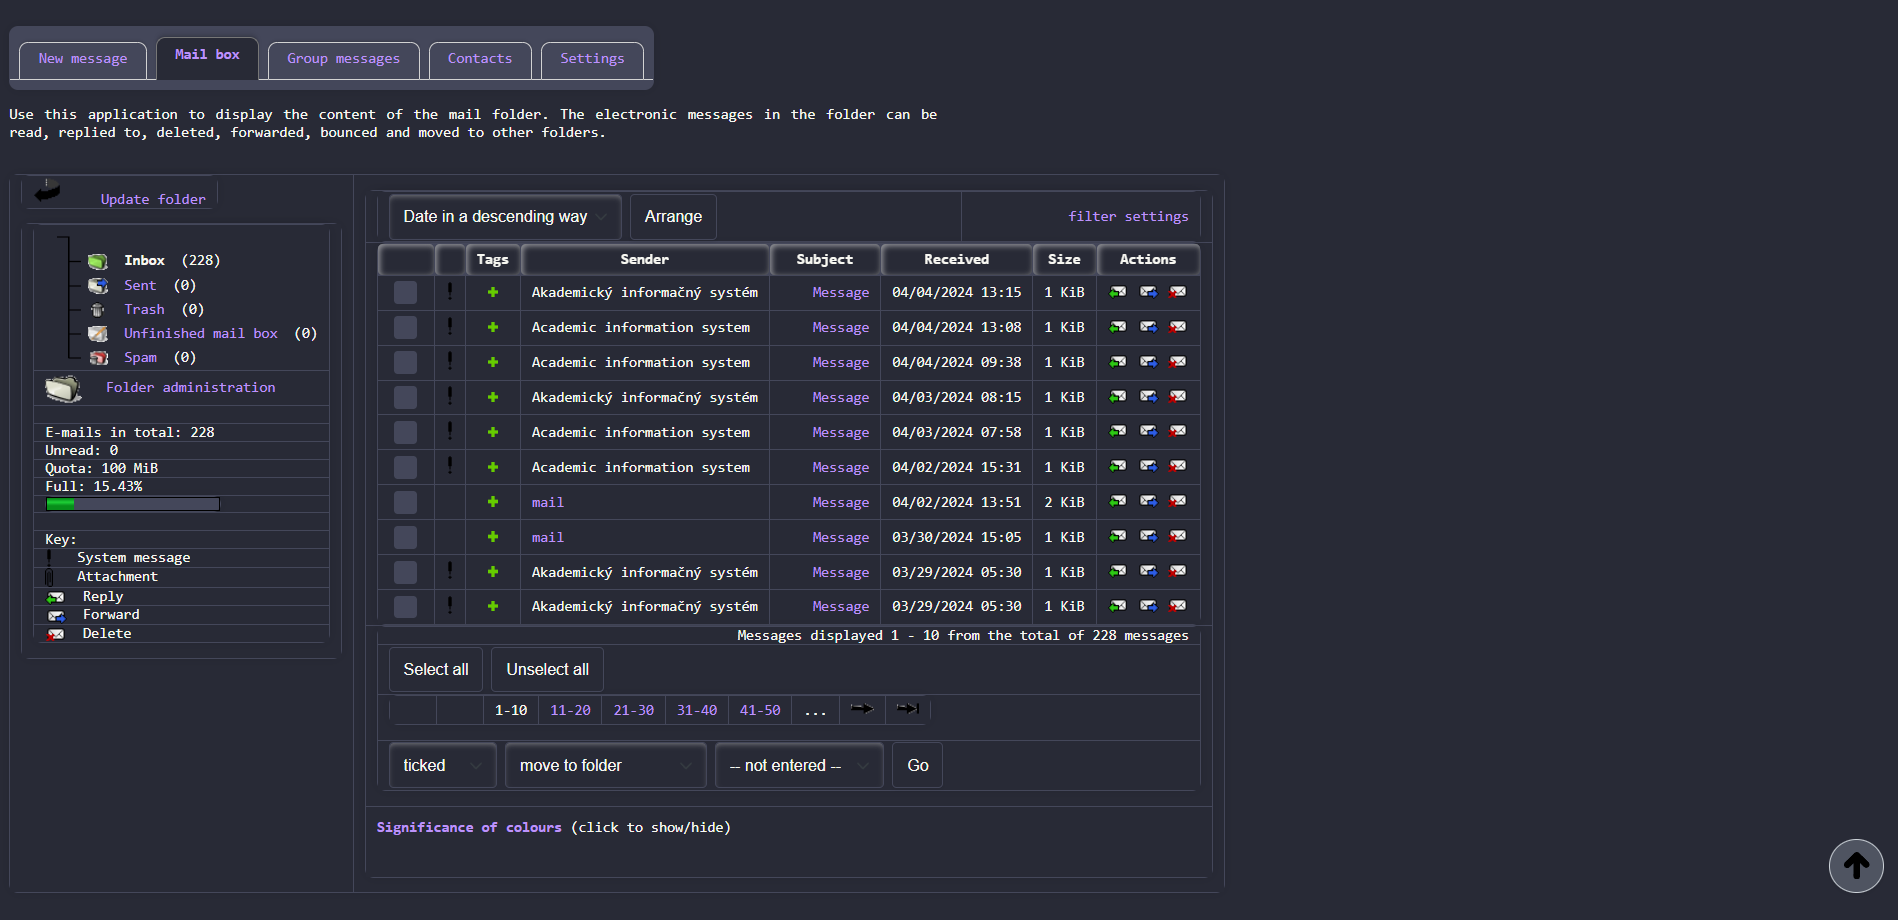 New message
Mail box
Group messages
Contacts
Settings
Use this application to display the content of the mail folder. The electronic messages in the folder can be
read, replied to, deleted, forwarded, bounced and moved to other folders.
Update folder
Inbox (228)
Sent (0)
Trash (0)
Unfinished mail box (0)
Spam (0)
Folder administration
E-mails in total: 228
Unread: 0
Quota: 100 MiB
Full: 15.43%
Key:
System message
Attachment
Reply
Forward
Delete
Date in a descending way
Arrange
filter settings
Tags Sender Subject Received Size Actions
Akademický informačný systém Message 04/04/2024 13:15 1 KiB
Academic information system Message 04/04/2024 13:08 1 KiB
Academic information system Message 04/04/2024 09:38 1 KiB
Akademický informačný systém Message 04/03/2024 08:15 1 KiB
Academic information system Message 04/03/2024 07:58 1 KiB
Academic information system Message 04/02/2024 15:31 1 KiB
mail Message 04/02/2024 13:51 2 KiB
mail Message 03/30/2024 15:05 1 KiB
Akademický informačný systém Message 03/29/2024 05:30 1 KiB
Akademický informačný systém Message 03/29/2024 05:30 1 KiB
Messages displayed 1 - 10 from the total of 228 messages
Select all
Unselect all
1-10 11-20 21-30 31-40 41-50 ...
ticked
move to folder
-- not entered --
Go
Significance of colours (click to show/hide)